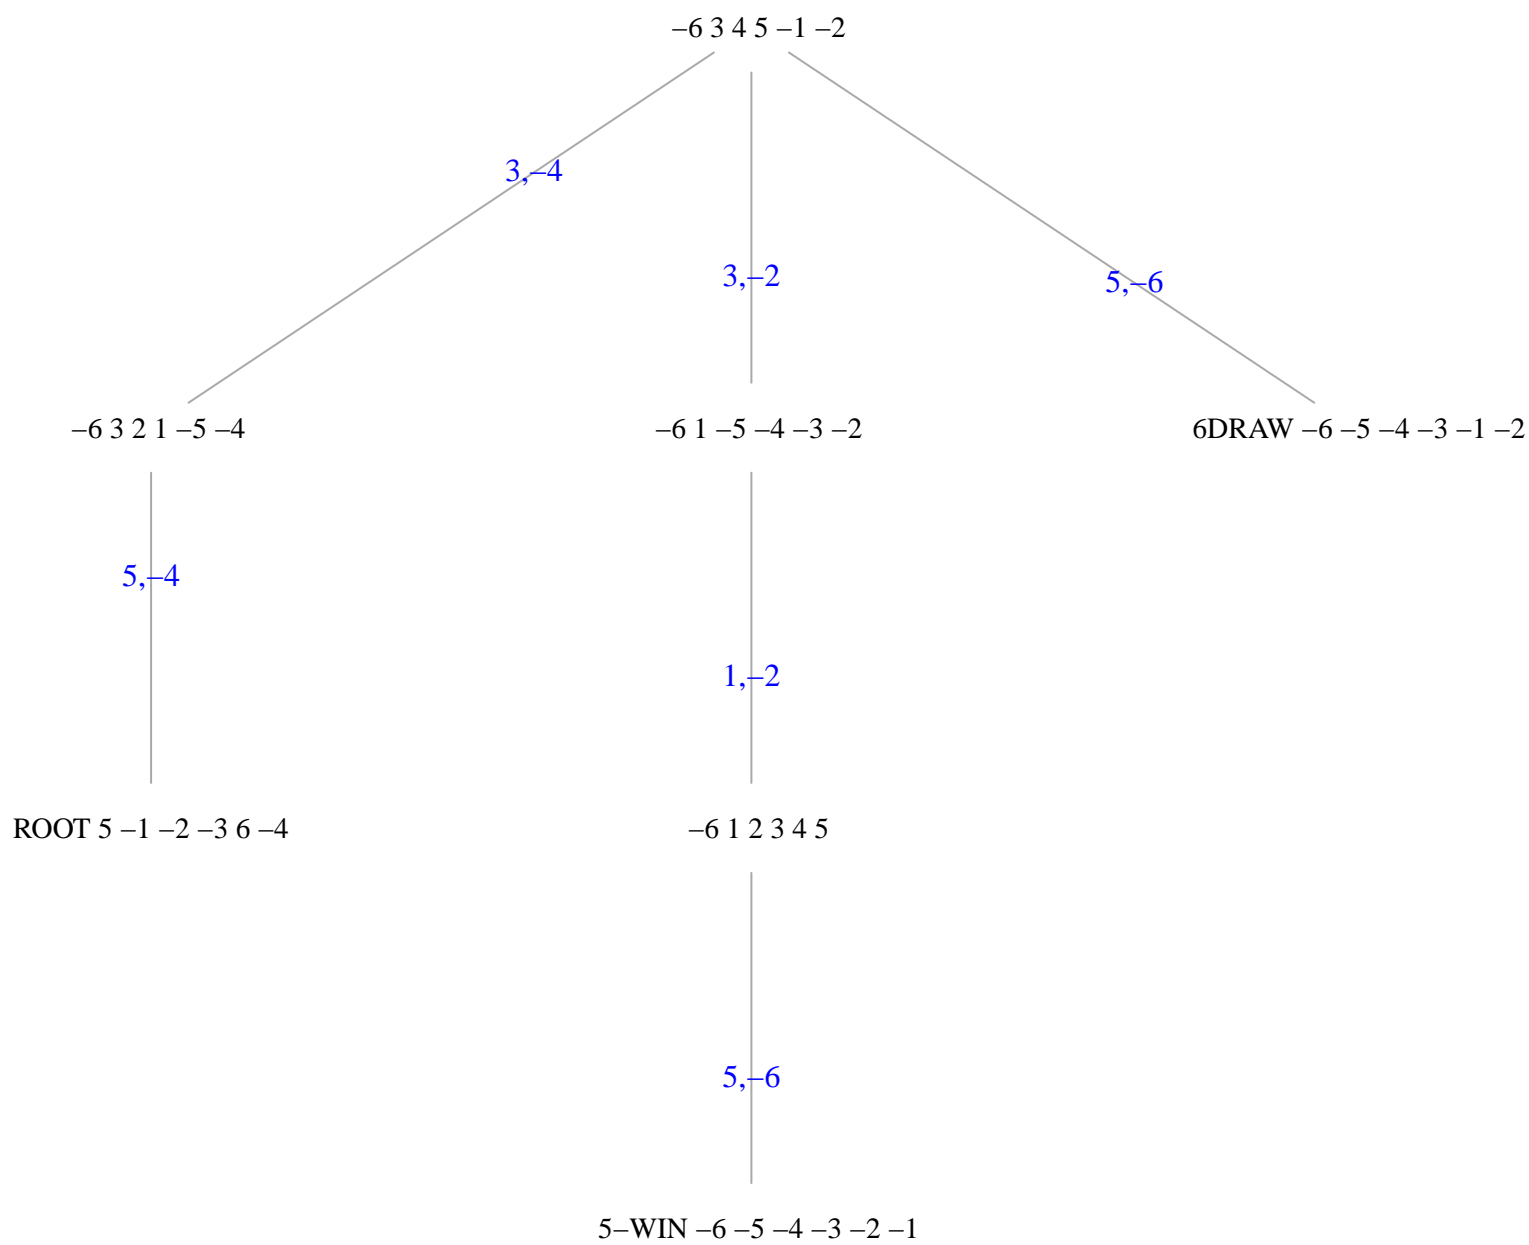 –6 3 4 5 –1 –2
3,–4
3,–2
5,–6
–6 3 2 1 –5 –4
–6 1 –5 –4 –3 –2
6DRAW –6 –5 –4 –3 –1 –2
5,–4
1,–2
ROOT 5 –1 –2 –3 6 –4
–6 1 2 3 4 5
5,–6
5–WIN –6 –5 –4 –3 –2 –1